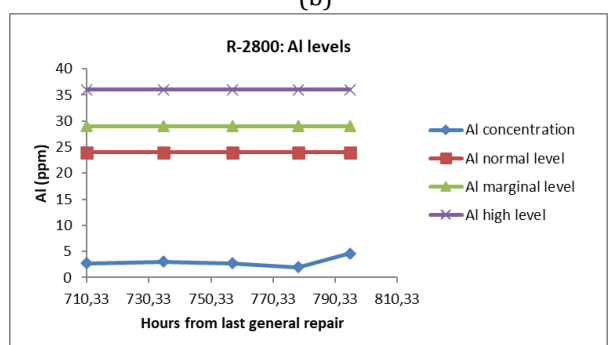 (b)
R-2800: Al levels
40
35
30
25
20
15
10
5
0
Al (ppm)
710,33 730,33 750,33 770,33 790,33 810,33
Hours from last general repair
Al concentration
Al normal level
Al marginal level
Al high level